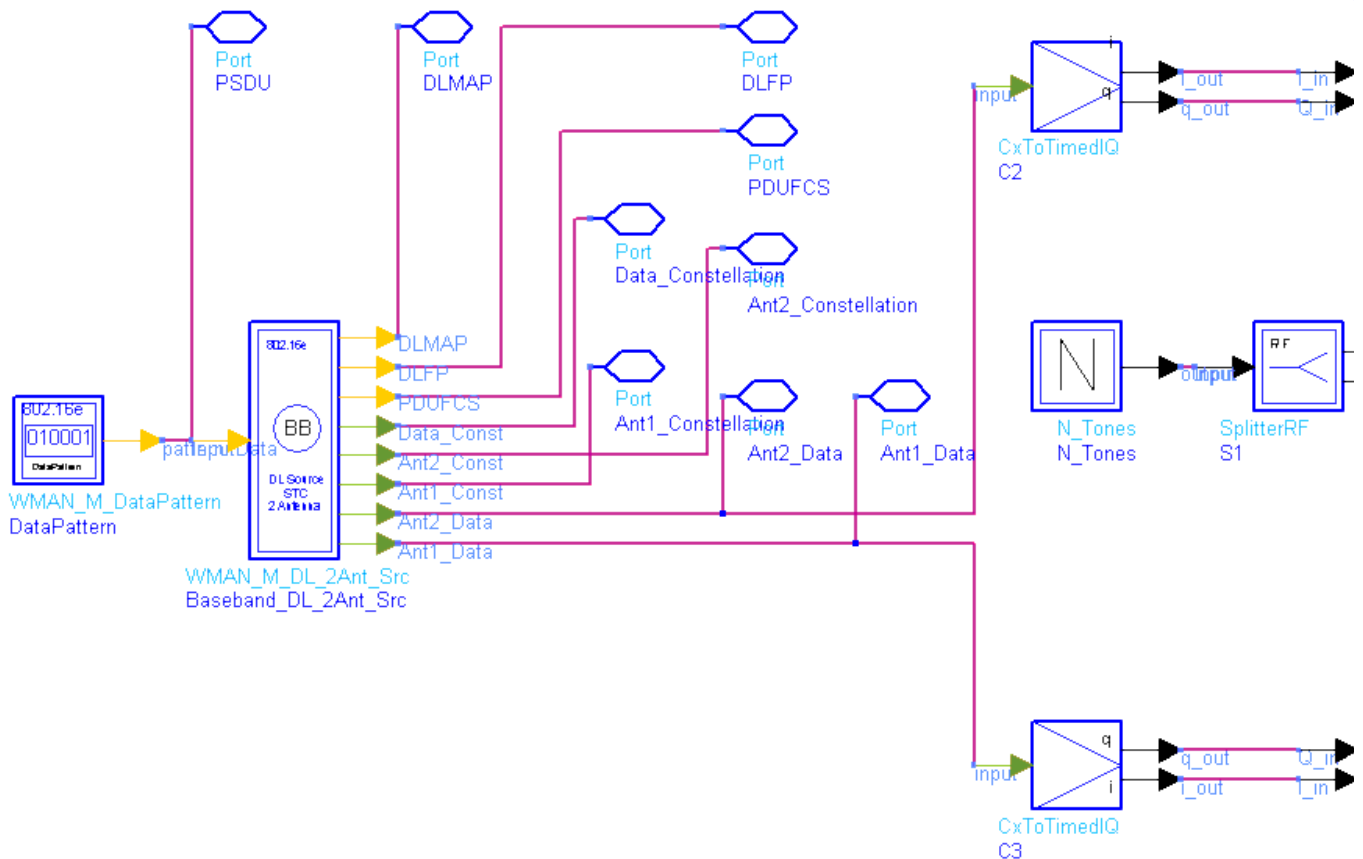 Port
PSDU
Port
DLMAP
Port
DLFP
Port
PDUFCS
Port
Data_Constellation
Port
Ant2_Constellation
Port
Ant1_Constellation
Port
Ant2_Data
Port
Ant1_Data
802.16e
010001
DataPattern
WMAN_M_DataPattern
DataPattern
pattern
InputData
802.16e
BB
DL Source
STC
2 Antenna
WMAN_M_DL_2Ant_Src
Baseband_DL_2Ant_Src
DLMAP
DLFP
PDUFCS
Data_Const
Ant2_Const
Ant1_Const
Ant2_Data
Ant1_Data
input
i
q
i_out
I_in
q_out
Q_in
CxToTimedIQ
C2
N
N_Tones
N_Tones
input
RF
SplitterRF
S1
input
q
i
q_out
Q_in
i_out
I_in
CxToTimedIQ
C3